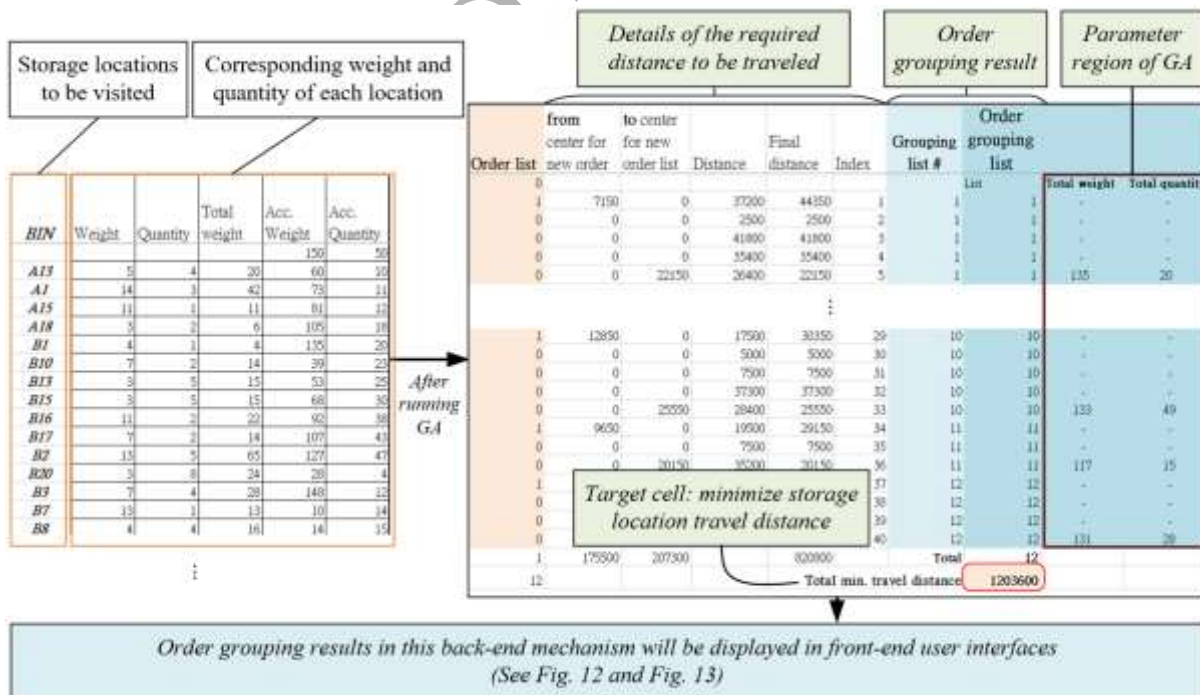 Details of the required
distance to be traveled
Order
grouping result
Parameter
region of GA
Storage locations
to be visited
Corresponding weight and
quantity of each location
BIN Weight Quantity Total weight Acc. Weight Acc. Quantity
150 50
A13 5 4 20 60 10
A1 14 3 42 73 11
A15 11 1 11 81 12
A18 3 2 6 105 18
B1 4 1 4 135 20
B10 7 2 14 39 23
B13 3 5 15 53 25
B15 3 5 15 68 30
B16 11 2 22 92 38
B17 7 2 14 107 43
B2 13 5 65 127 47
B20 3 8 24 28 4
B3 7 4 28 148 12
B7 13 1 13 10 14
B8 4 4 16 14 15
⋮
After
running
GA
Order list from center for new order to center for new order list Distance Final distance Index Grouping list # Order grouping list
0 List Total weight Total quantity
1 7150 0 37200 44350 1 1 1 - -
0 0 0 2500 2500 2 1 1 - -
0 0 0 41800 41800 3 1 1 - -
0 0 0 35400 35400 4 1 1 - -
0 0 22150 26400 22150 5 1 1 135 20
⋮
1 12850 0 17500 30350 29 10 10 - -
0 0 0 5000 5000 30 10 10 - -
0 0 0 7500 7500 31 10 10 - -
0 0 0 37300 37300 32 10 10 - -
0 0 25550 28400 25550 33 10 10 133 49
1 9650 0 19500 29150 34 11 11 - -
0 0 0 7500 7500 35 11 11 - -
0 0 20150 35200 20150 36 11 11 117 15
1 37 12 12 - -
0 38 12 12 - -
0 39 12 12 - -
0 40 12 12 131 28
Target cell: minimize storage
location travel distance
1 175500 207300 820800 Total 12
12 Total min. travel distance 1203600
Order grouping results in this back-end mechanism will be displayed in front-end user interfaces
(See Fig. 12 and Fig. 13)